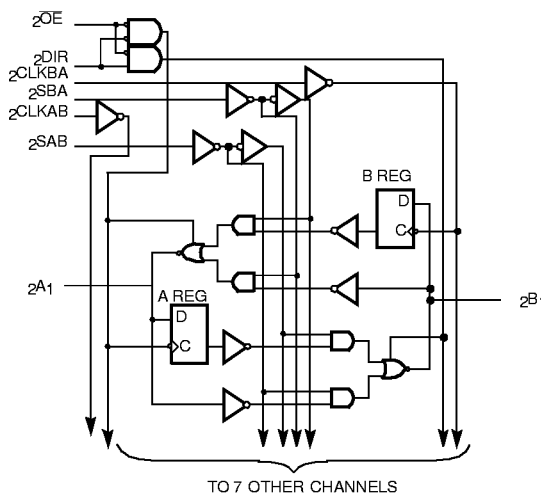 2OE
2DIR
2CLKBA
2SBA
2CLKAB
2SAB
B REG
D
C
2A1
A REG
D
C
2B1
TO 7 OTHER CHANNELS